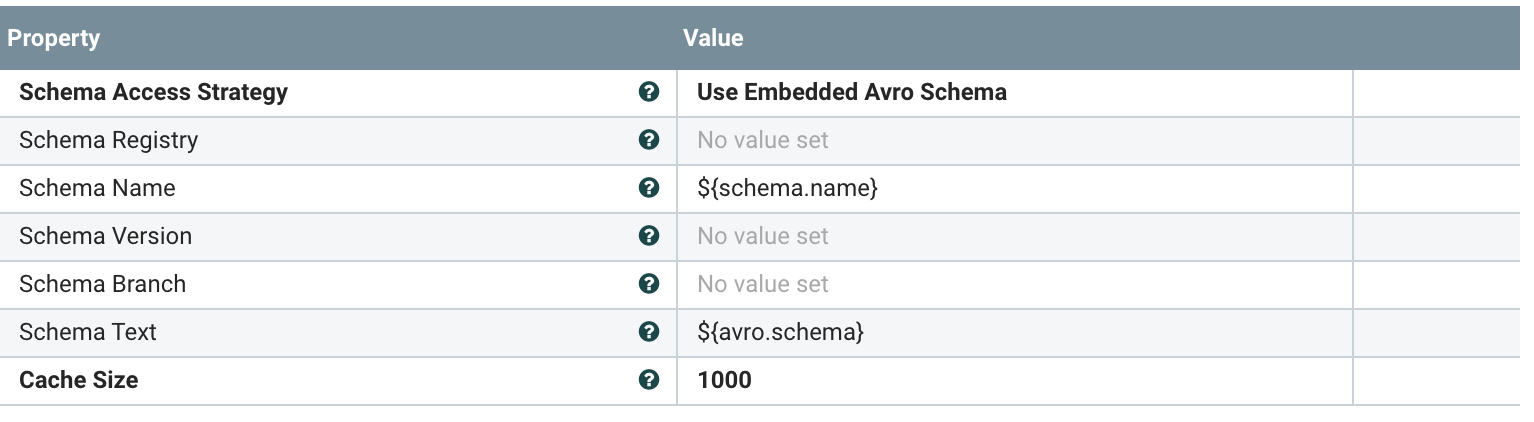 Property Value
Schema Access Strategy ? Use Embedded Avro Schema
Schema Registry ? No value set
Schema Name ? ${schema.name}
Schema Version ? No value set
Schema Branch ? No value set
Schema Text ? ${avro.schema}
Cache Size ? 1000